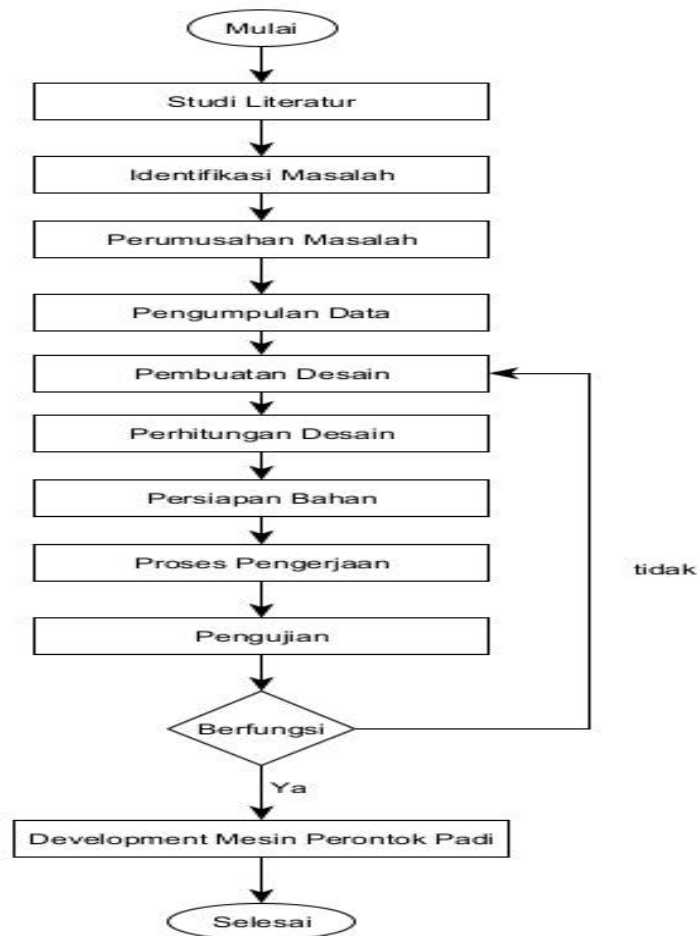 Mulai
Studi Literatur
Identifikasi Masalah
Perumusahan Masalah
Pengumpulan Data
Pembuatan Desain
Perhitungan Desain
Persiapan Bahan
Proses Pengerjaan
tidak
Pengujian
Berfungsi
Ya
Development Mesin Perontok Padi
Selesai